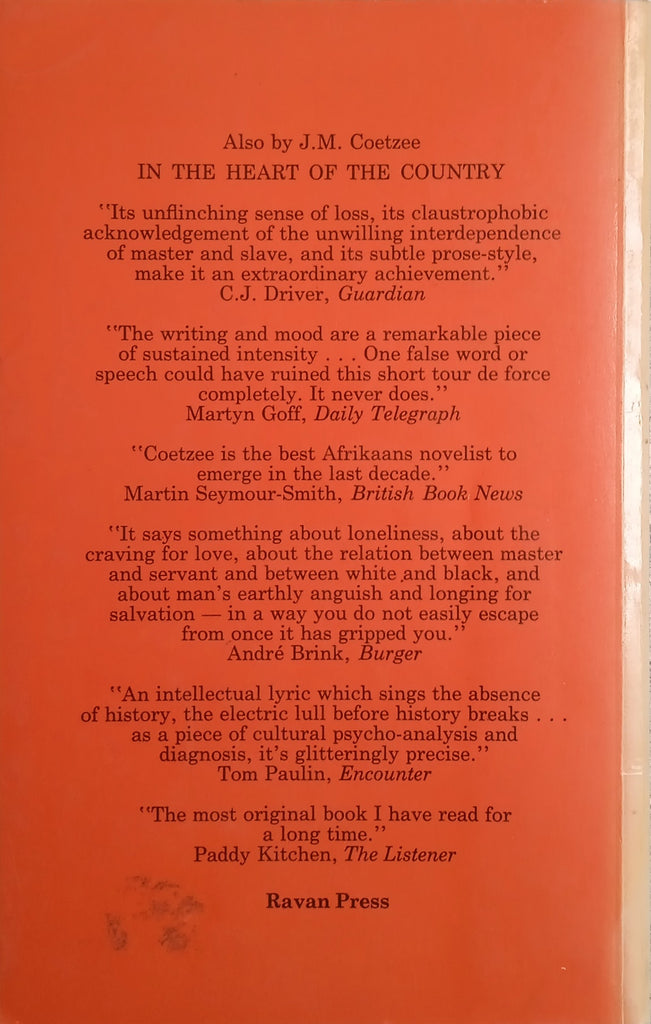 Also by J.M. Coetzee
IN THE HEART OF THE COUNTRY
"Its unflinching sense of loss, its claustrophobic
acknowledgement of the unwilling interdependence
of master and slave, and its subtle prose-style,
make it an extraordinary achievement."
C.J. Driver, Guardian
"The writing and mood are a remarkable piece
of sustained intensity . . . One false word or
speech could have ruined this short tour de force
completely. It never does."
Martyn Goff, Daily Telegraph
"Coetzee is the best Afrikaans novelist to
emerge in the last decade."
Martin Seymour-Smith, British Book News
"It says something about loneliness, about the
craving for love, about the relation between master
and servant and between white and black, and
about man's earthly anguish and longing for
salvation — in a way you do not easily escape
from once it has gripped you."
André Brink, Burger
"An intellectual lyric which sings the absence
of history, the electric lull before history breaks . . .
as a piece of cultural psycho-analysis and
diagnosis, it's glitteringly precise."
Tom Paulin, Encounter
"The most original book I have read for
a long time."
Paddy Kitchen, The Listener
Ravan Press